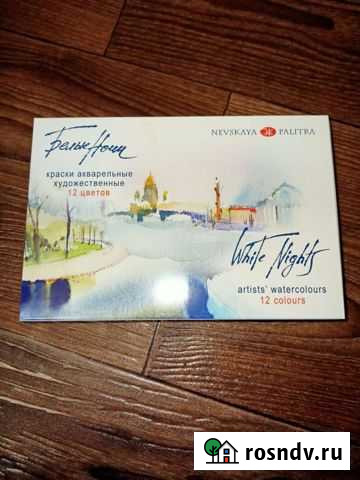 NEVSKAYA PALITRA
Белые Ночи
краски акварельные
художественные
12 цветов
White Nights
artists' watercolours
12 colours
rosndv.ru